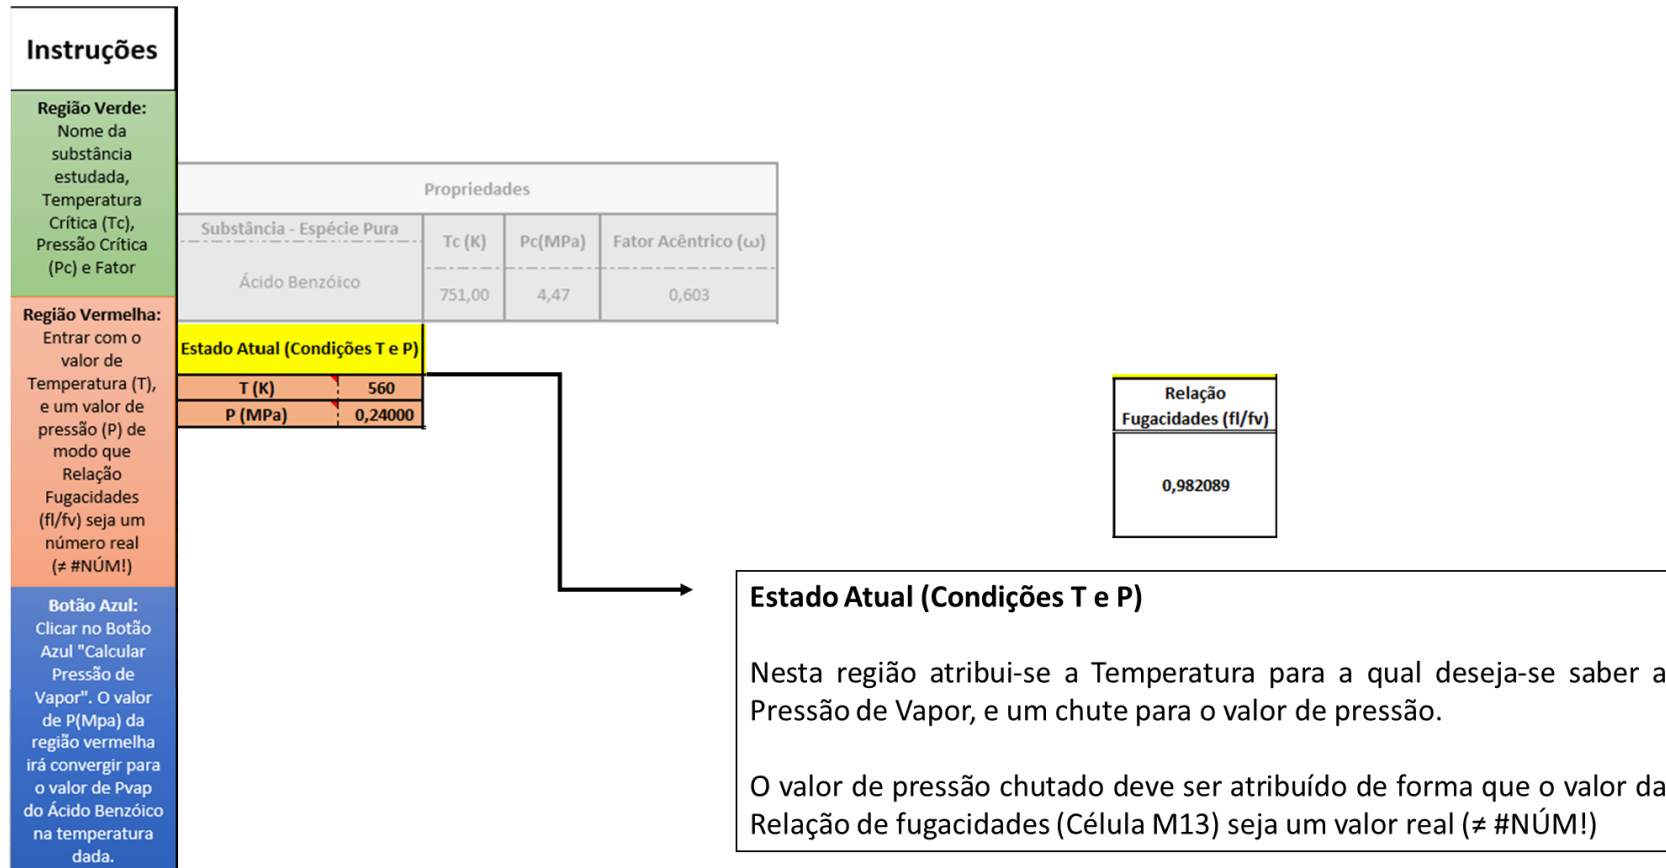 Instruções
Região Verde:
Nome da
substância
estudada,
Temperatura
Crítica (Tc),
Pressão Crítica
(Pc) e Fator
Região Vermelha:
Entrar com o
valor de
Temperatura (T),
e um valor de
pressão (P) de
modo que
Relação
Fugacidades
(fl/fv) seja um
número real
(≠ #NÚM!)
Botão Azul:
Clicar no Botão
Azul "Calcular
Pressão de
Vapor". O valor
de P(Mpa) da
região vermelha
irá convergir para
o valor de Pvap
do Ácido Benzóico
na temperatura
dada.
Propriedades
Substância - Espécie Pura
Tc (K)
Pc(MPa)
Fator Acêntrico (ω)
Ácido Benzóico
751,00
4,47
0,603
Estado Atual (Condições T e P)
T (K)
560
P (MPa)
0,24000
Relação
Fugacidades (fl/fv)
0,982089
Estado Atual (Condições T e P)
Nesta região atribui-se a Temperatura para a qual deseja-se saber a
Pressão de Vapor, e um chute para o valor de pressão.
O valor de pressão chutado deve ser atribuído de forma que o valor da
Relação de fugacidades (Célula M13) seja um valor real (≠ #NÚM!)